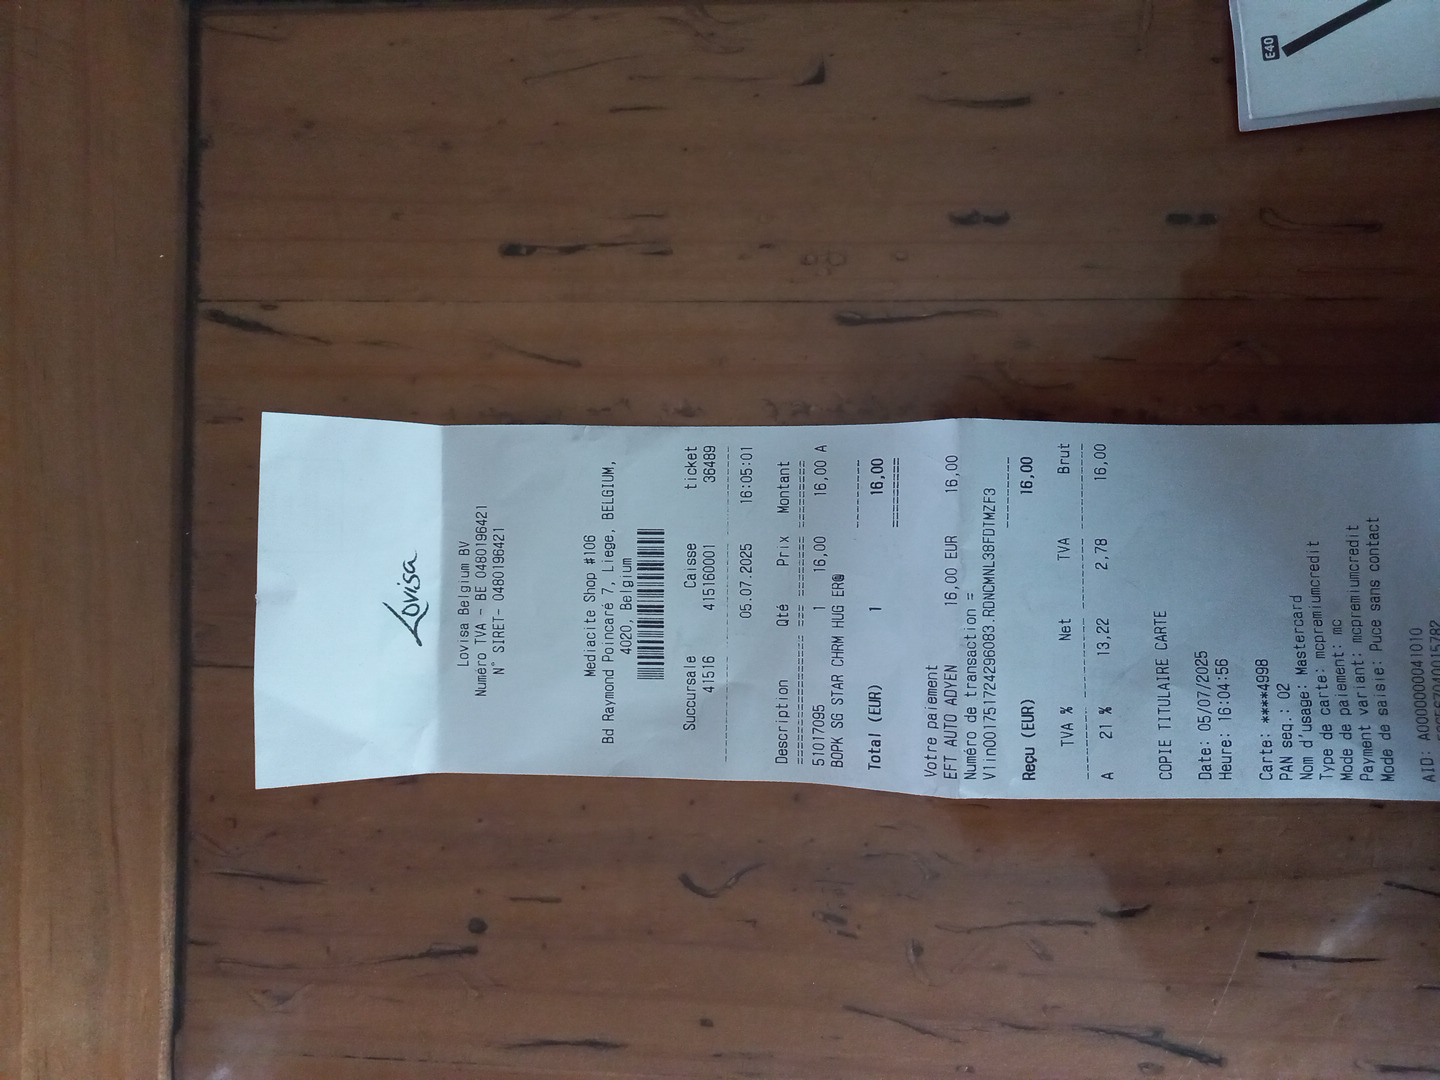 Lovisa
Lovisa Belgium BV
Numéro TVA - BE 0480196421
N° SIRET- 0480196421
Mediacite Shop #106
Bd Raymond Poincaré 7, Liege, BELGIUM,
4020, Belgium
Succursale Caisse ticket
41516 415160001 36489
05.07.2025 16:05:01
Description Qté Prix Montant
51017095 1 16,00 16,00 A
BOPK SG STAR CHRM HUG ER@
Total (EUR) 1 16,00
Votre paiement
EFT AUTO ADYEN 16,00 EUR 16,00
Numéro de transaction =
V1in001751724296083.RDNCMNL38FDTMZF3
Reçu (EUR) 16,00
TVA % Net TVA Brut
A 21 % 13,22 2,78 16,00
COPIE TITULAIRE CARTE
Date: 05/07/2025
Heure: 16:04:56
Carte: ****4998
PAN seq.: 02
Nom d'usage: Mastercard
Type de carte: mcpremiumcredit
Mode de paiement: mc
Payment variant: mcpremiumcredit
Mode de saisie: Puce sans contact
AID: A0000000041010
E40